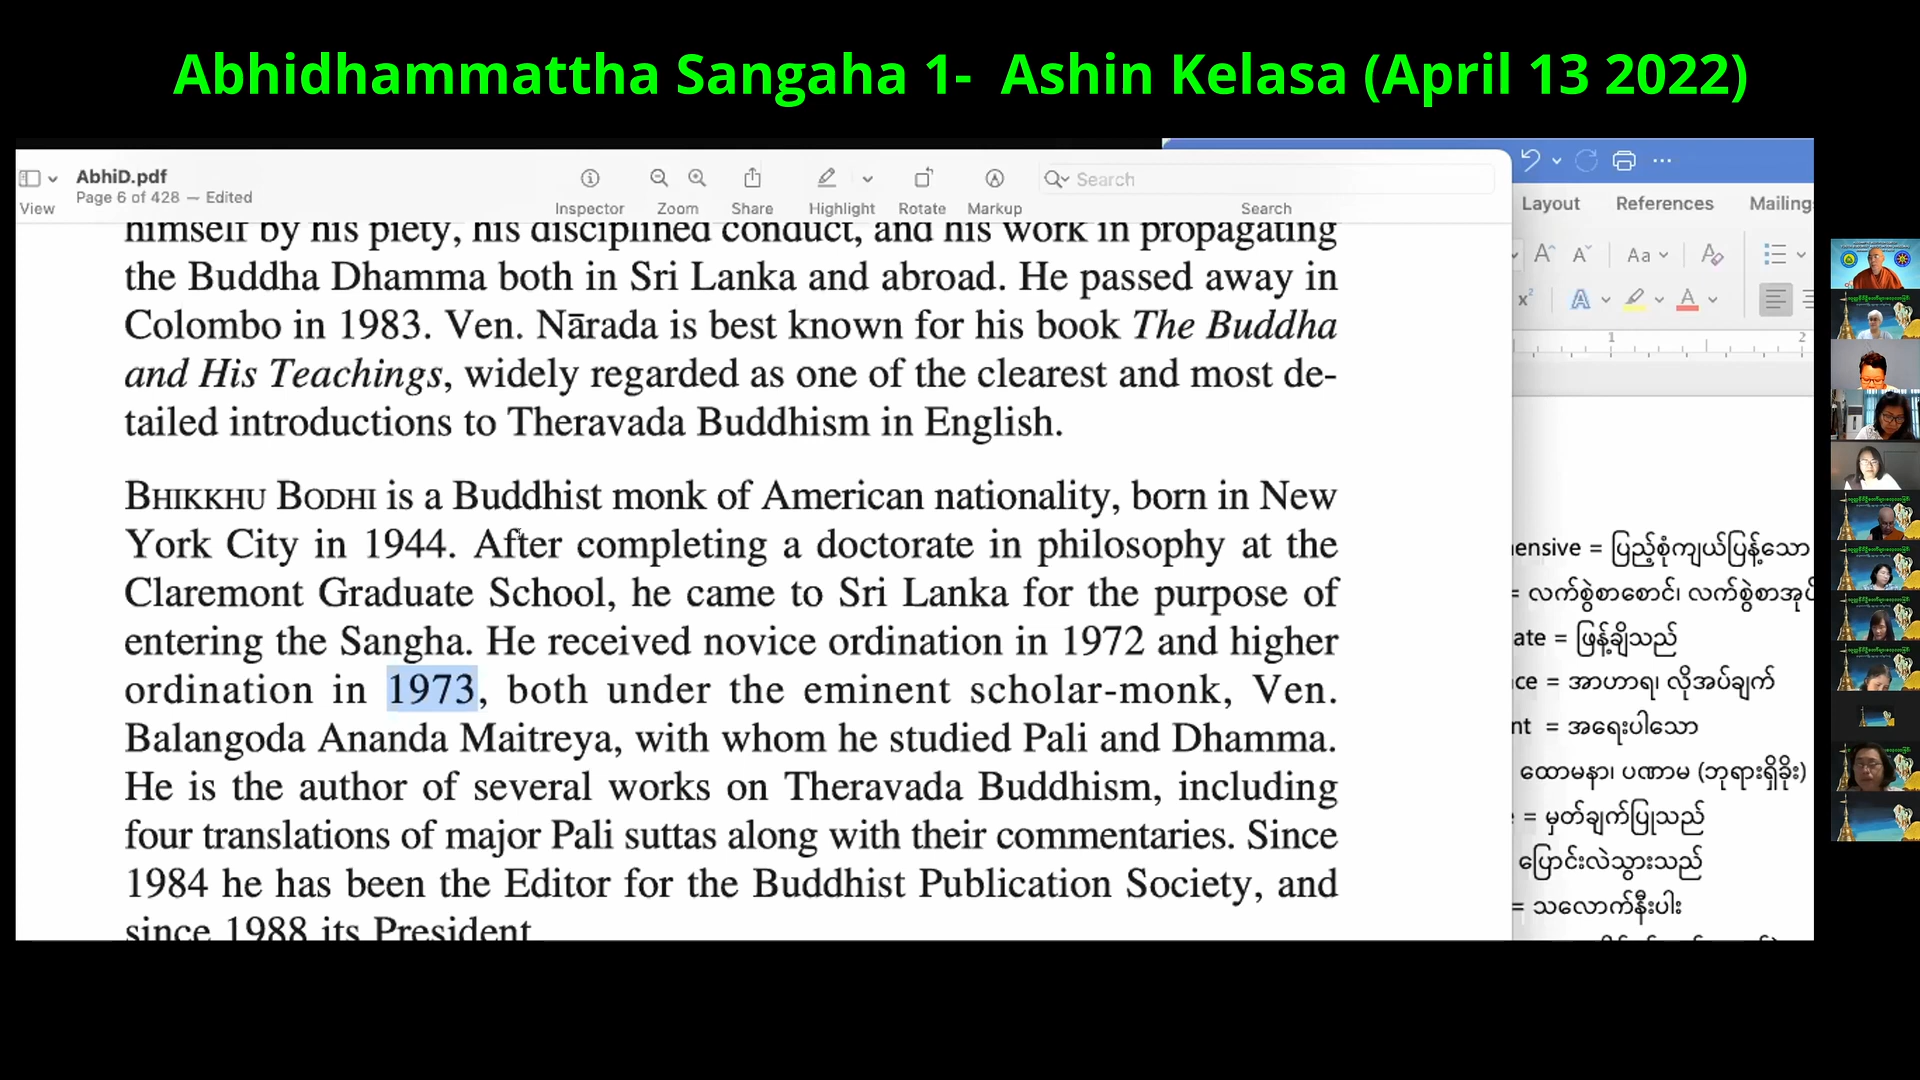 Abhidhammattha Sangaha 1-  Ashin Kelasa (April 13 2022)
AbhiD.pdf
Page 6 of 428 — Edited
View
Inspector
Zoom
Share
Highlight
Rotate
Markup
Search
Search
himself by his piety, his disciplined conduct, and his work in propagating
the Buddha Dhamma both in Sri Lanka and abroad. He passed away in
Colombo in 1983. Ven. Nārada is best known for his book The Buddha
and His Teachings, widely regarded as one of the clearest and most de-
tailed introductions to Theravada Buddhism in English.
BHIKKHU BODHI is a Buddhist monk of American nationality, born in New
York City in 1944. After completing a doctorate in philosophy at the
Claremont Graduate School, he came to Sri Lanka for the purpose of
entering the Sangha. He received novice ordination in 1972 and higher
ordination in 1973, both under the eminent scholar-monk, Ven.
Balangoda Ananda Maitreya, with whom he studied Pali and Dhamma.
He is the author of several works on Theravada Buddhism, including
four translations of major Pali suttas along with their commentaries. Since
1984 he has been the Editor for the Buddhist Publication Society, and
since 1988 its President
Layout
References
Mailing
Aa
1
2
ensive = ပြည့်စုံကျယ်ပြန့်သော
= လက်စွဲစာစောင်၊ လက်စွဲစာအုပ်
ate = ဖြန့်ချိသည်
ce = အာဟာရ၊ လိုအပ်ချက်
nt = အရေးပါသော
ထောမနာ၊ ပဏာမ (ဘုရားရှိခိုး)
= မှတ်ချက်ပြုသည်
ပြောင်းလဲသွားသည်
= သလောက်နီးပါး